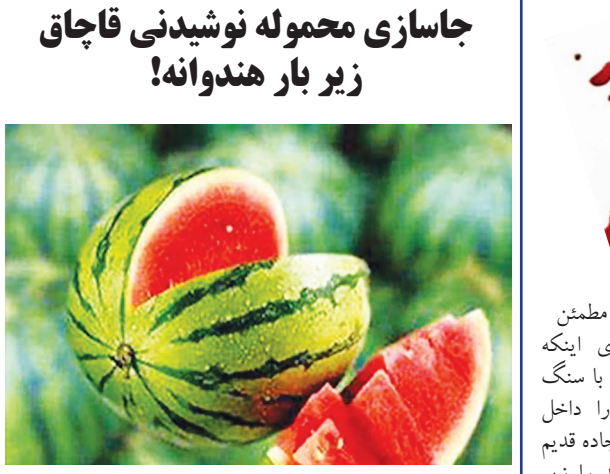 جاسازی محموله نوشیدنی قاچاق
زیر بار هندوانه!
مطمئن
ی اینکه
با سنگ
را داخل
جاده قدیم